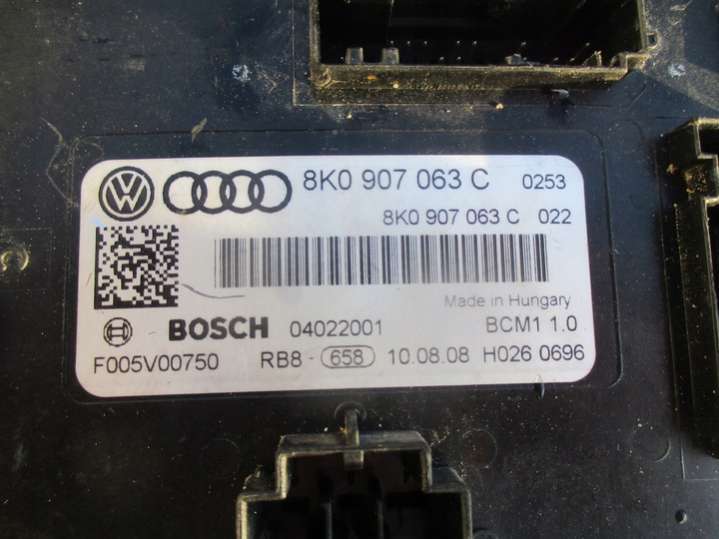 8K0 907 063 C 0253
8K0 907 063 C 022
Made in Hungary
BOSCH 04022001 BCM1 1.0
F005V00750 RB8- 658 10.08.08 H026 0696